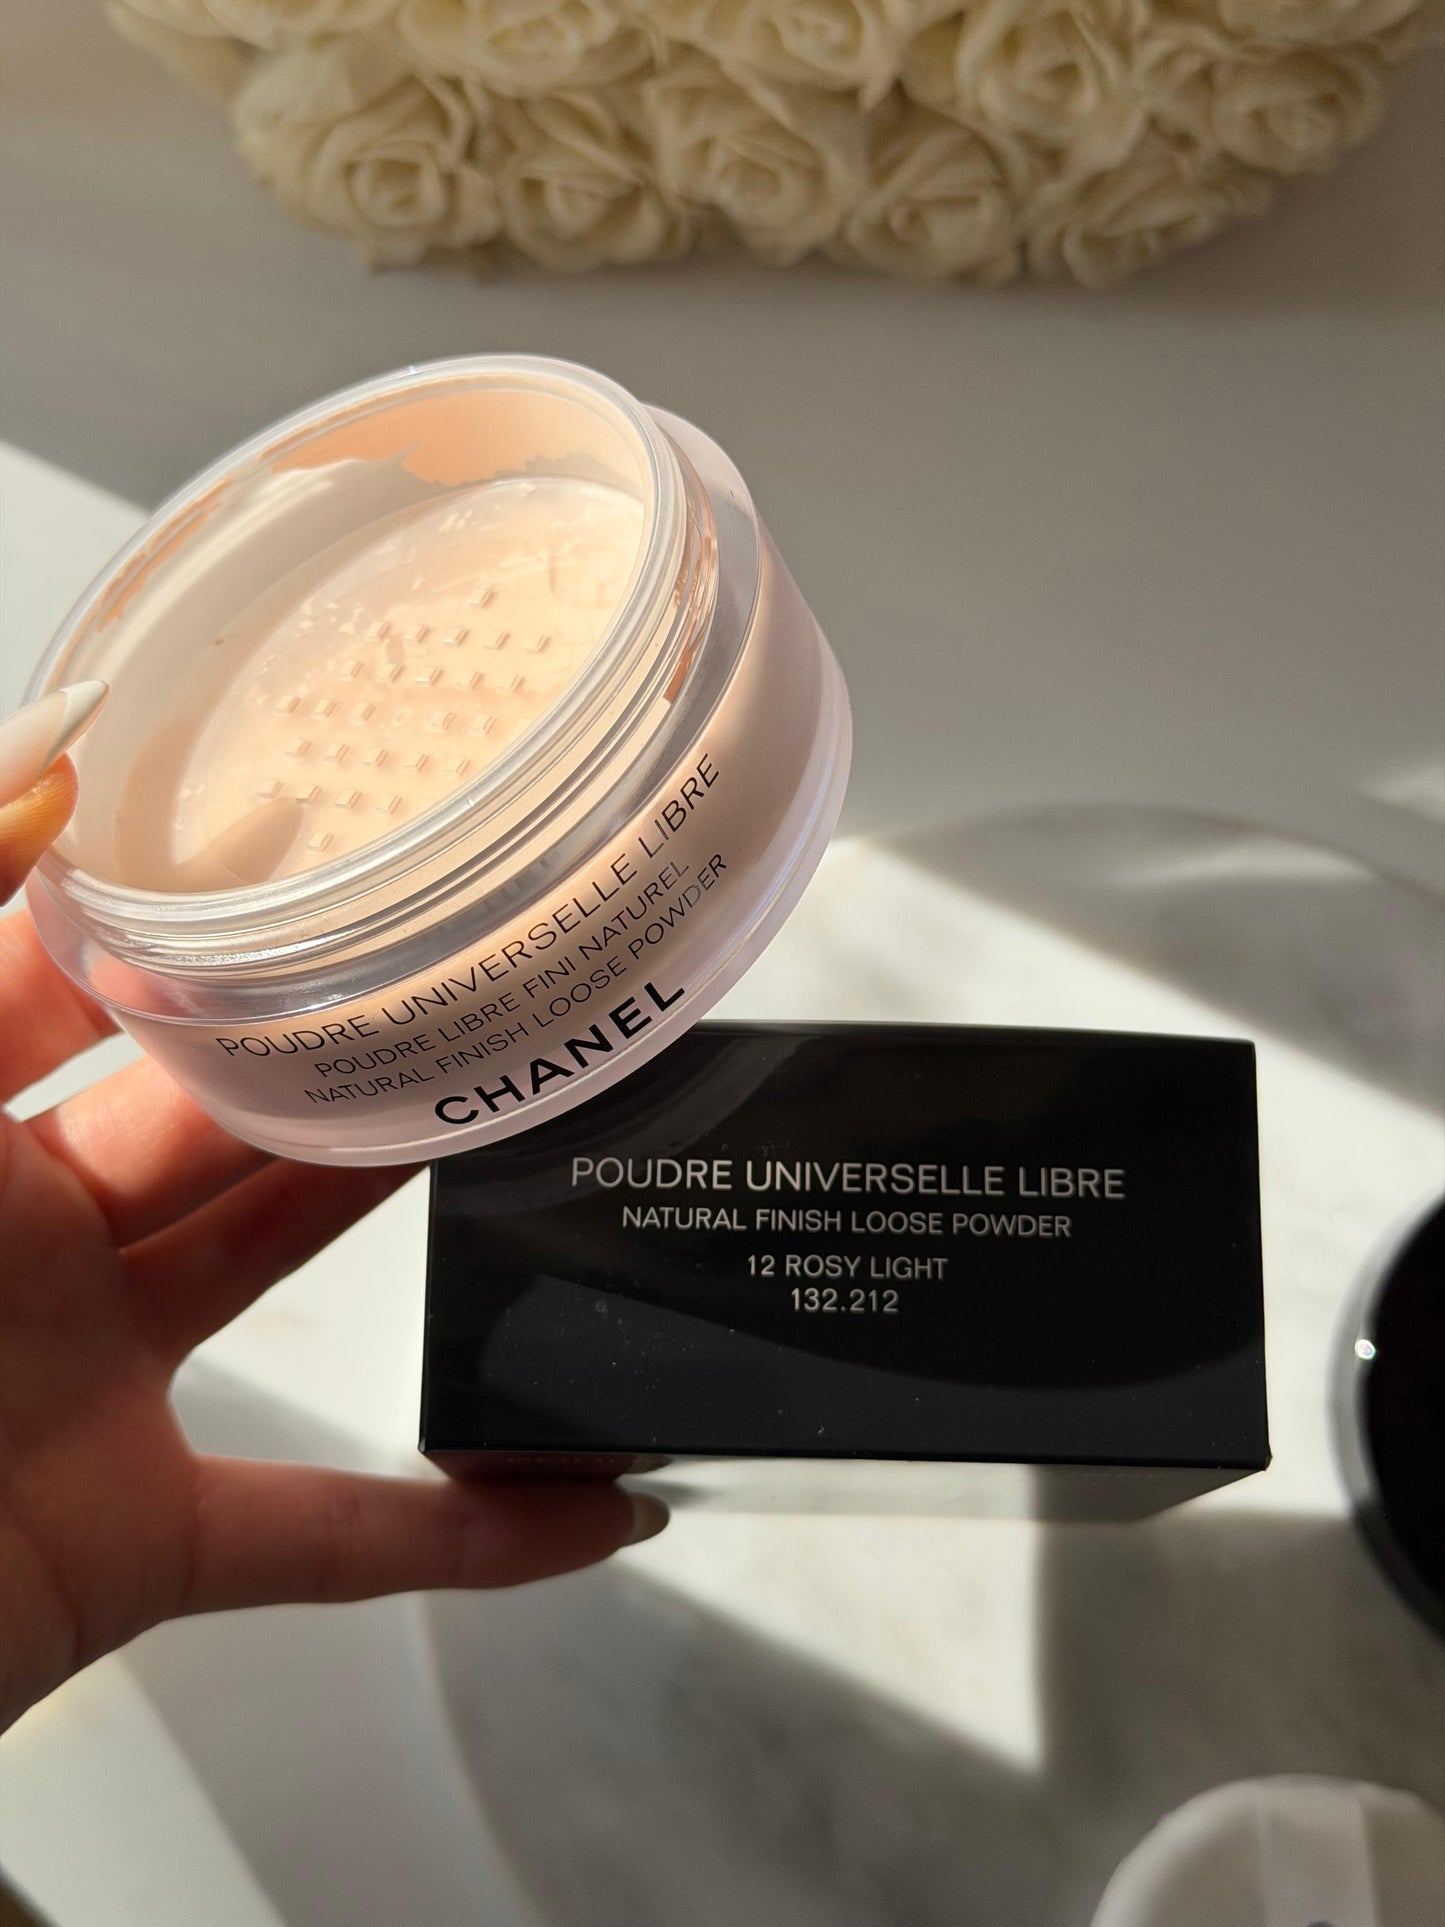 POUDRE UNIVERSELLE LIBRE
POUDRE LIBRE FINI NATUREL
NATURAL FINISH LOOSE POWDER
CHANEL
POUDRE UNIVERSELLE LIBRE
NATURAL FINISH LOOSE POWDER
12 ROSY LIGHT
132.212